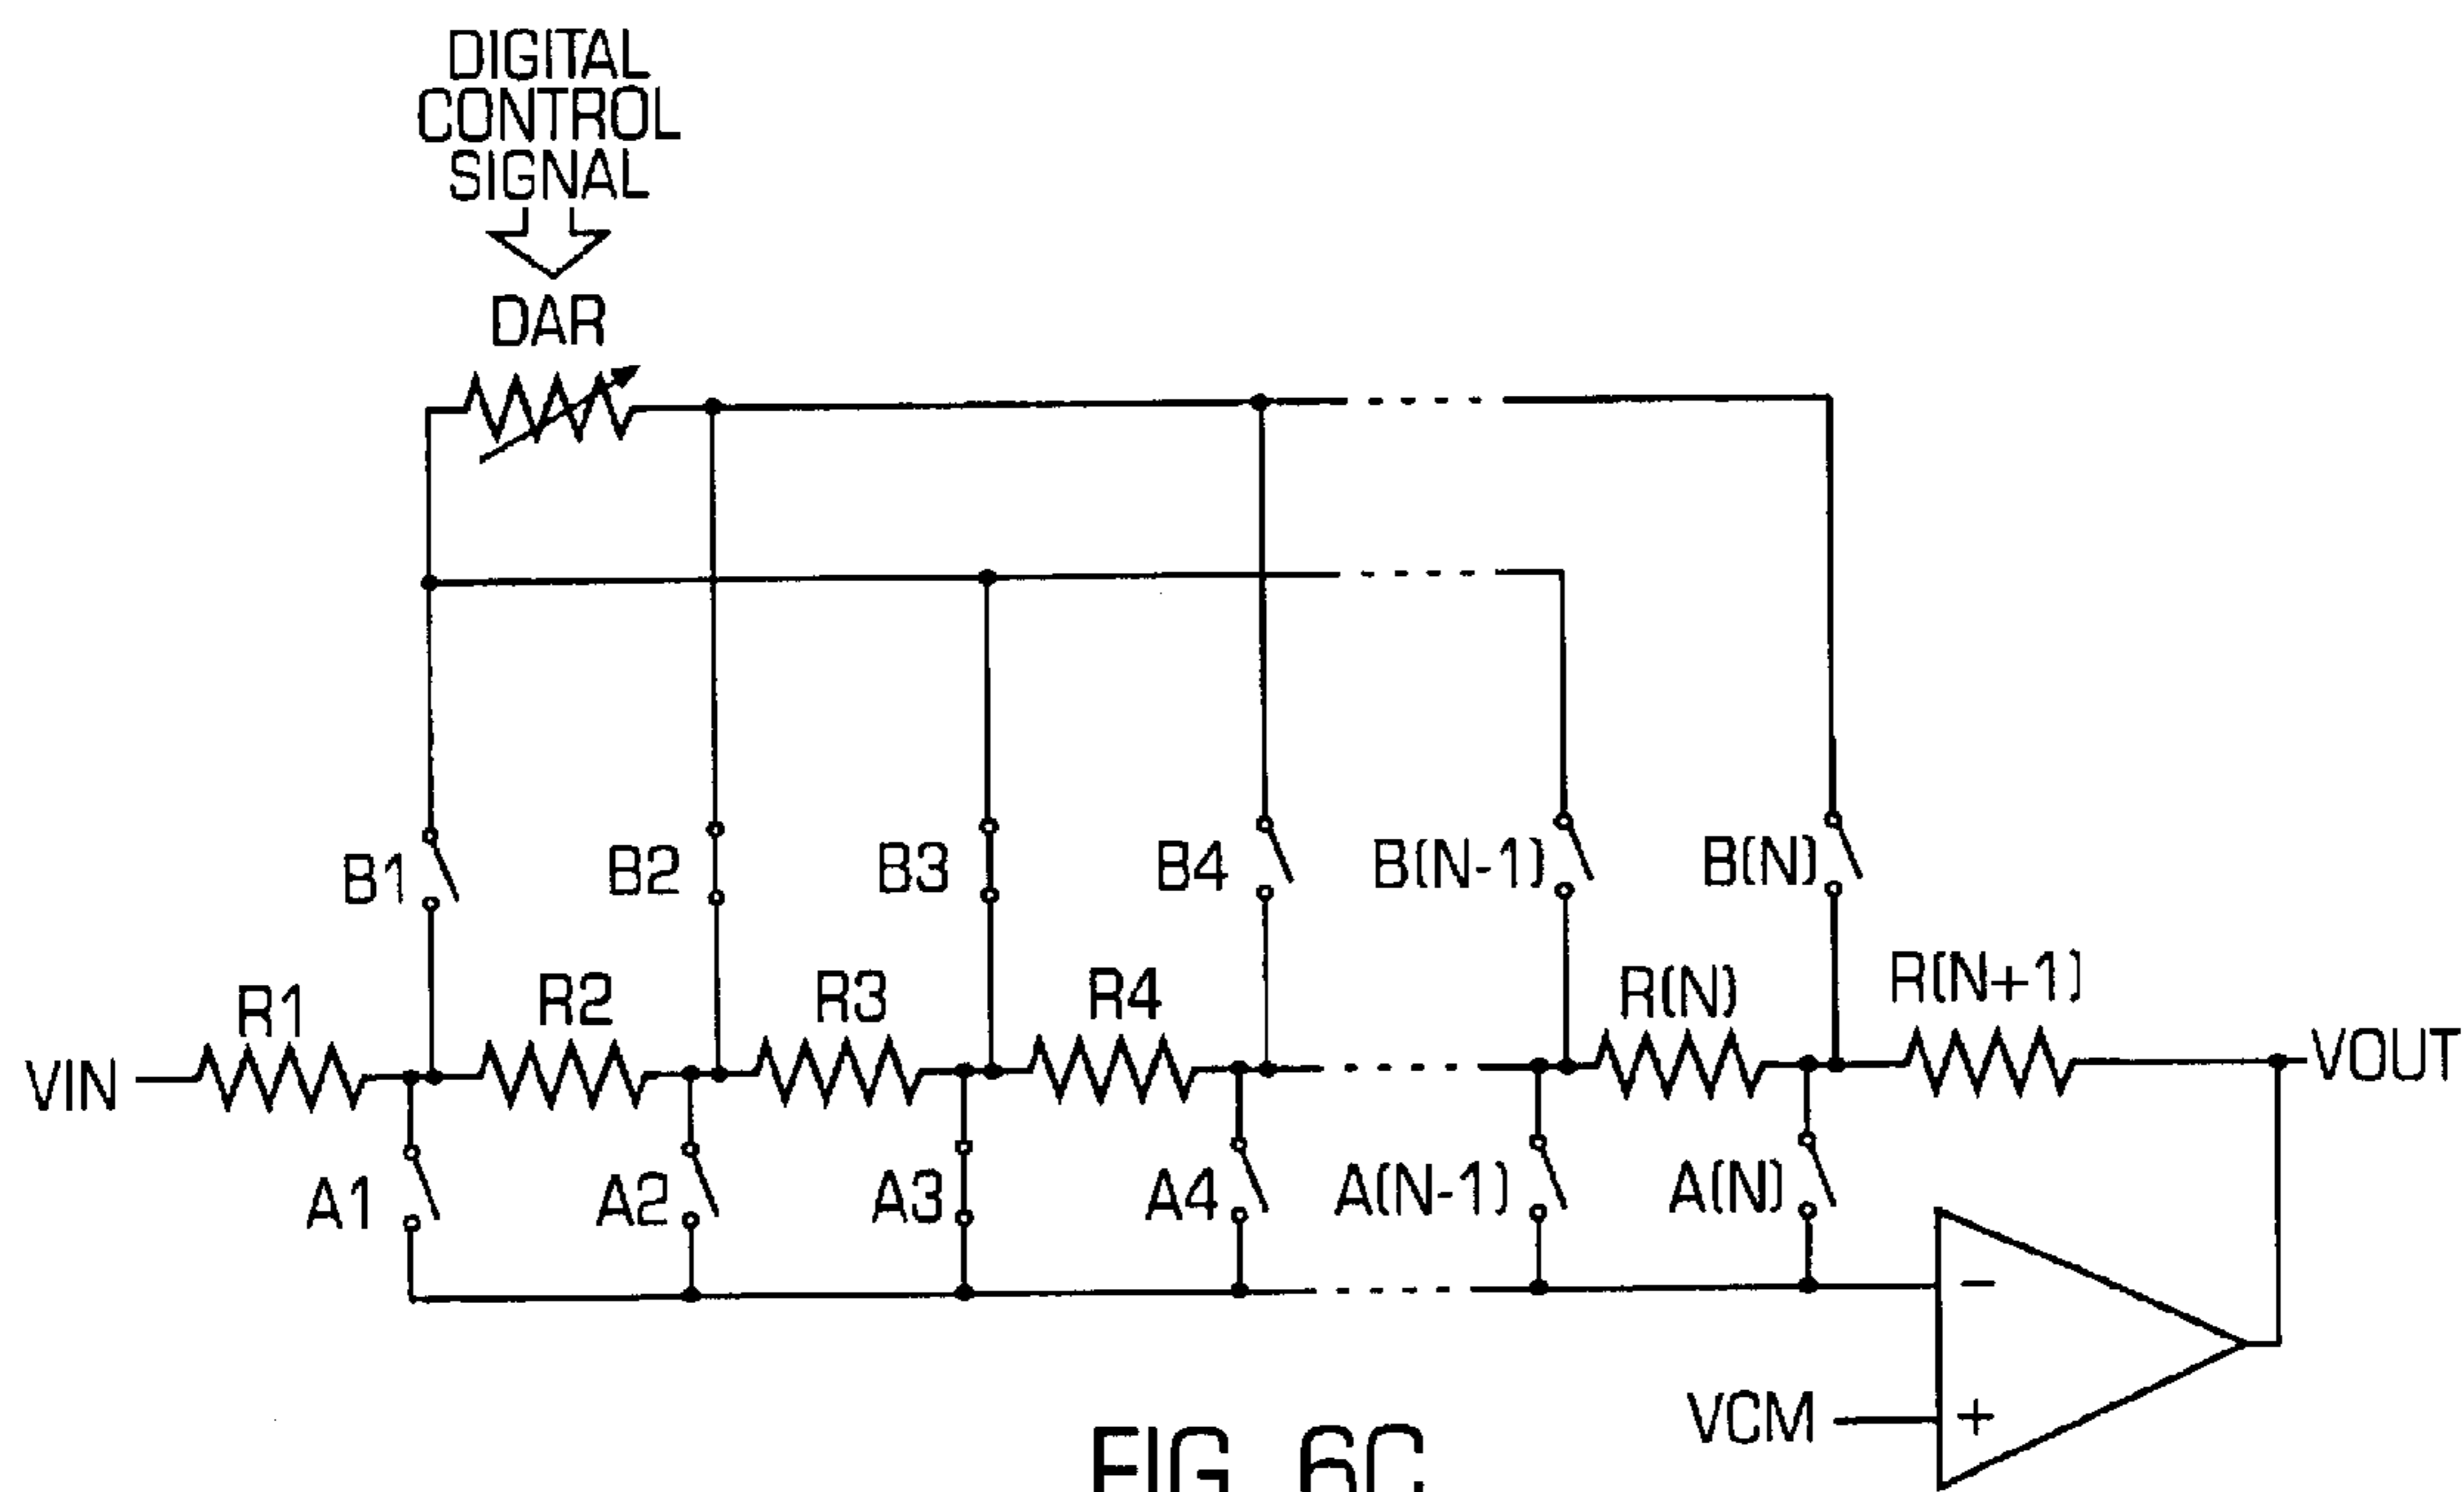 DIGITAL
CONTROL
SIGNAL
DAR
B1
B2
B3
B4
B(N-1)
B(N)
R1
R2
R3
R4
R(N)
R(N+1)
VIN
VOUT
A1
A2
A3
A4
A(N-1)
A(N)
−
VCM
+
FIG 6C